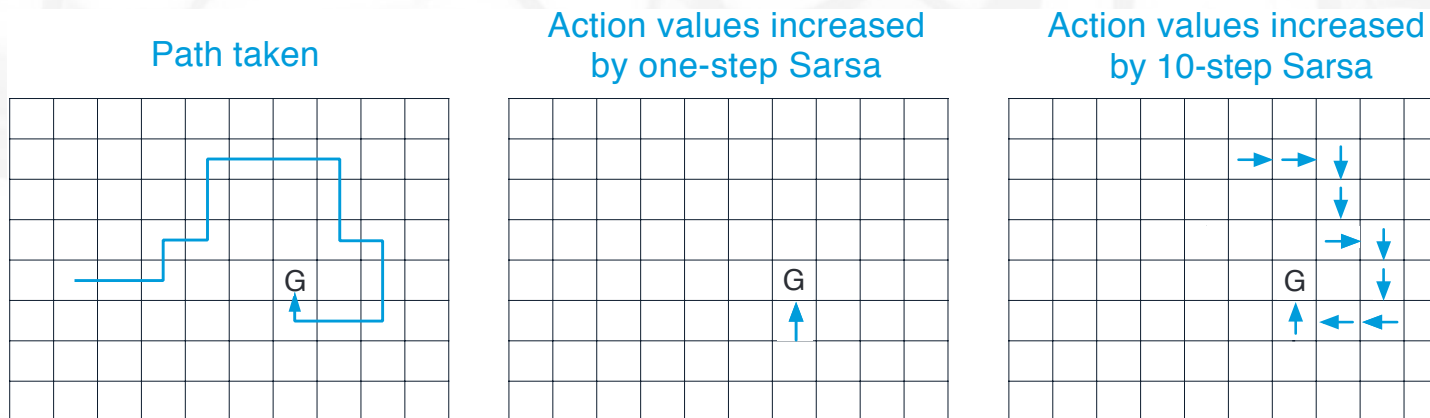 Path taken
Action values increased
by one-step Sarsa
Action values increased
by 10-step Sarsa
G
G
G